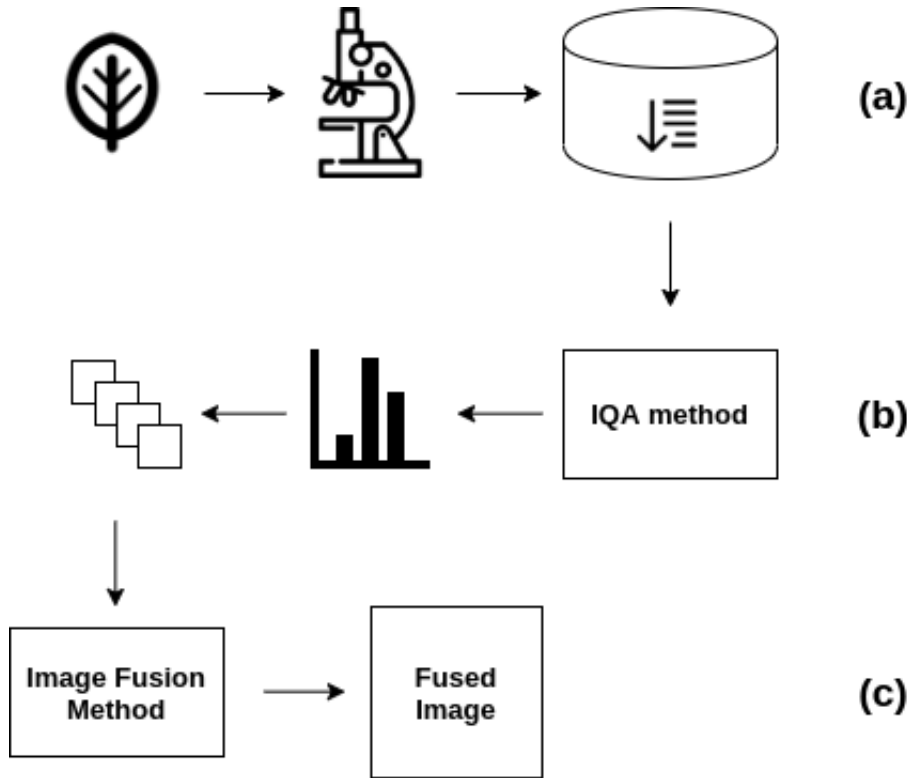 (a)
IQA method
(b)
Image Fusion
Method
Fused
Image
(c)